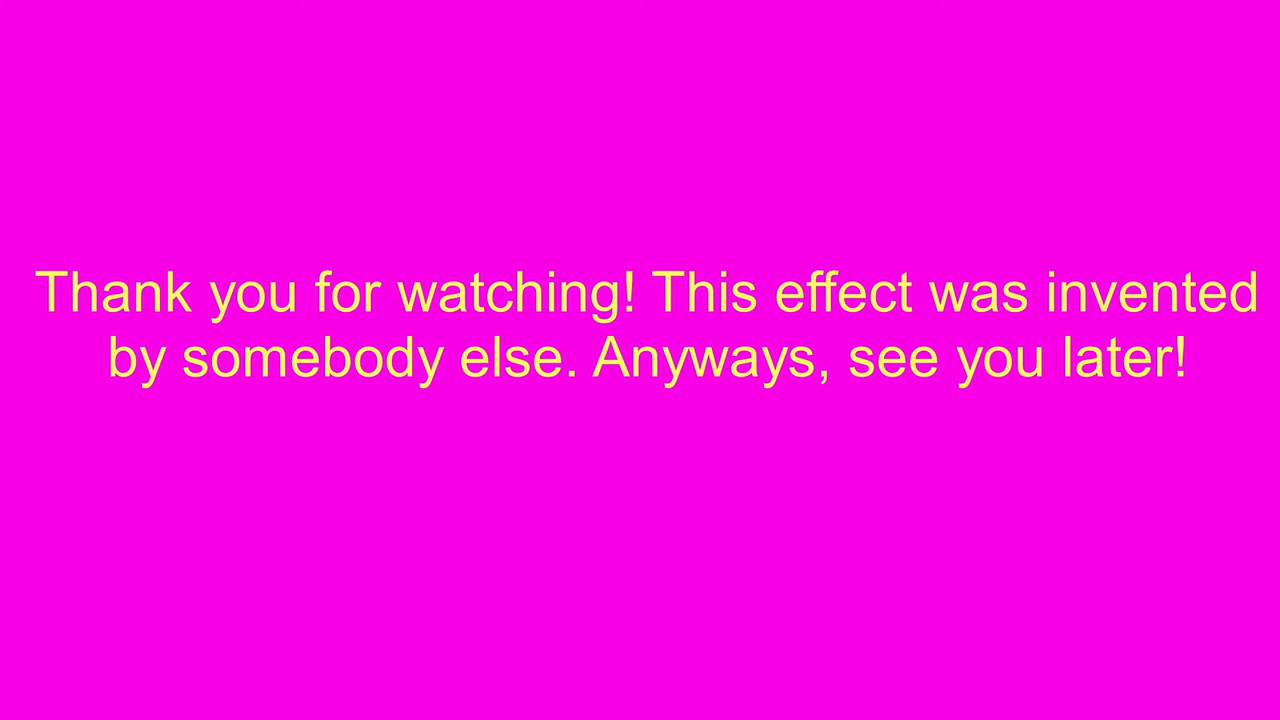 Thank you for watching! This effect was invented
by somebody else. Anyways, see you later!